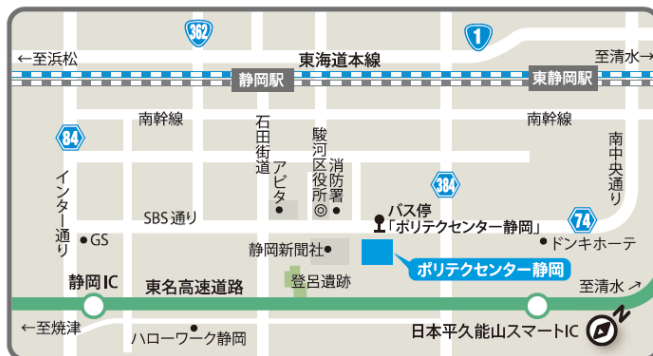 362
1
←至浜松
東海道本線
至清水→
静岡駅
東静岡駅
南幹線
南幹線
84
石田街道
駿河区役所
消防署
南中央通り
アピタ
384
インター通り
SBS通り
バス停
「ポリテクセンター静岡」
74
GS
静岡新聞社
ドンキホーテ
ポリテクセンター静岡
静岡IC
東名高速道路
登呂遺跡
至清水↗
←至焼津
ハローワーク静岡
日本平久能山スマートIC
N